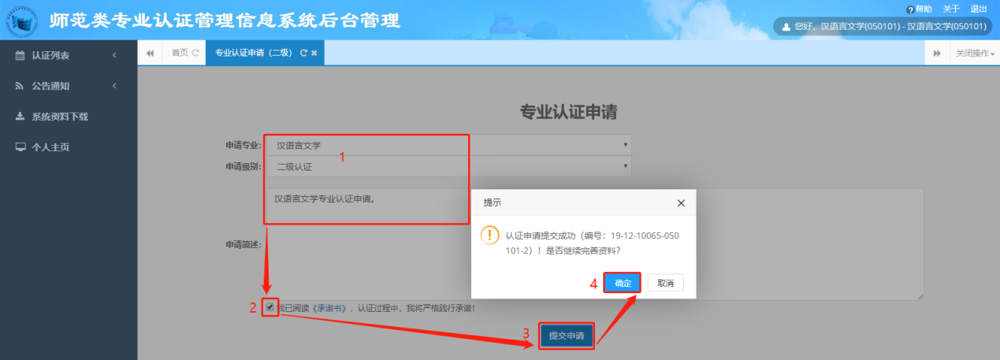 师范类专业认证管理信息系统后台管理
帮助 关于 退出
您好，汉语言文学(050101) - 汉语言文学(050101)
认证列表
公告通知
系统资料下载
个人主页
首页
专业认证申请（二级）
关闭操作
专业认证申请
申请专业:
汉语言文学
1
申请级别:
二级认证
申请简述:
汉语言文学专业认证申请。
提示
认证申请提交成功（编号：19-12-10065-050
101-2）！是否继续完善资料?
4
确定
取消
2
我已阅读《承诺书》，认证过程中，我将严格践行承诺！
3
提交申请